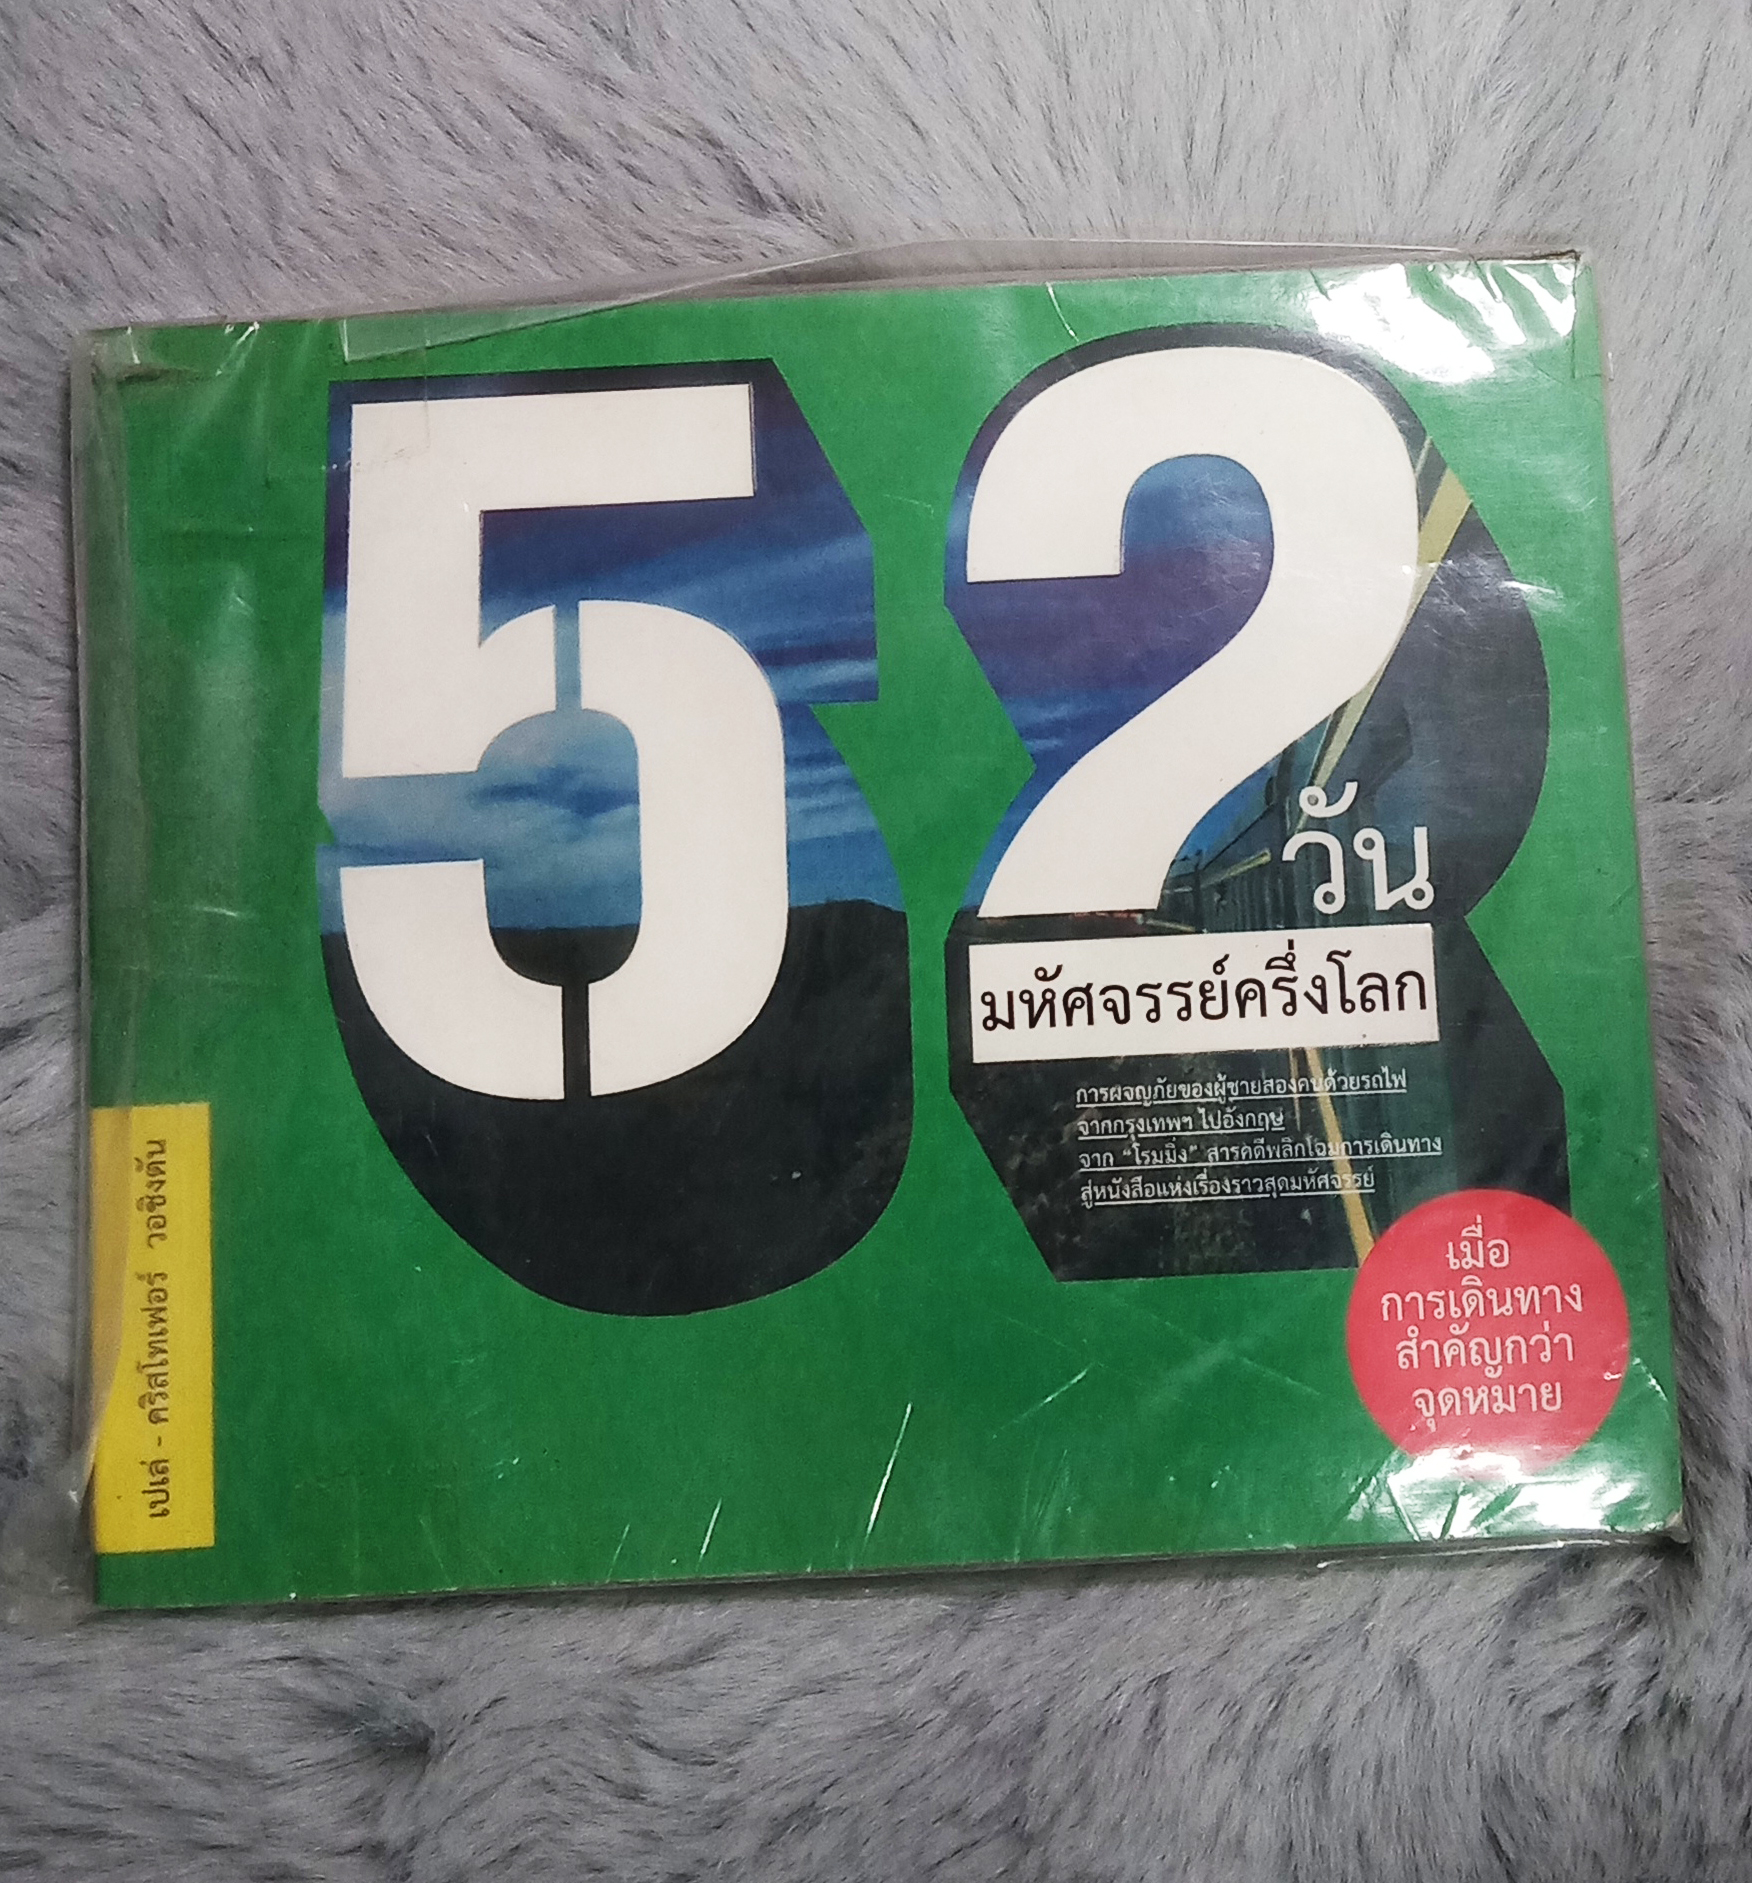 52
วัน
มหัศจรรย์ครึ่งโลก
การผจญภัยของผู้ชายสองคนด้วยรถไฟ
จากกรุงเทพฯ ไปอังกฤษ
จาก “โรมมิ่ง” สารคดีพลิกโฉมการเดินทาง
สู่หนังสือแห่งเรื่องราวสุดมหัศจรรย์
เมื่อ
การเดินทาง
สำคัญกว่า
จุดหมาย
เปเล่ - คริสโทเฟอร์ วอชิงตัน